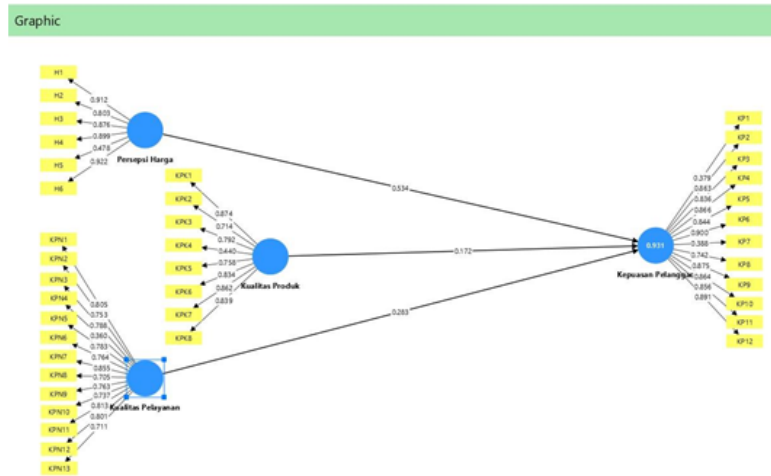 Graphic
H1
H2
H3
H4
H5
H6
0.912
0.803
0.876
0.899
0.478
0.922
Persepsi Harga
KPK1
KPK2
KPK3
KPK4
KPK5
KPK6
KPK7
KPK8
0.874
0.714
0.792
0.440
0.758
0.834
0.862
0.839
Kualitas Produk
KPN1
KPN2
KPN3
KPN4
KPN5
KPN6
KPN7
KPN8
KPN9
KPN10
KPN11
KPN12
KPN13
0.805
0.753
0.788
0.360
0.783
0.764
0.855
0.705
0.763
0.737
0.813
0.801
0.711
Kualitas Pelayanan
0.534
0.172
0.283
0.931
Kepuasan Pelanggan
0.379
0.863
0.836
0.866
0.844
0.900
0.388
0.742
0.875
0.864
0.856
0.891
KP1
KP2
KP3
KP4
KP5
KP6
KP7
KP8
KP9
KP10
KP11
KP12